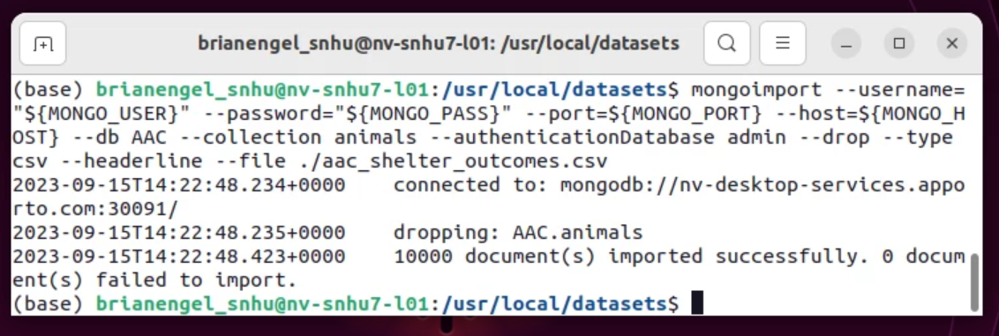 brianengel_snhu@nv-snhu7-l01: /usr/local/datasets
(base) brianengel_snhu@nv-snhu7-l01:/usr/local/datasets$ mongoimport --username=
"${MONGO_USER}" --password="${MONGO_PASS}" --port=${MONGO_PORT} --host=${MONGO_H
OST} --db AAC --collection animals --authenticationDatabase admin --drop --type
csv --headerline --file ./aac_shelter_outcomes.csv
2023-09-15T14:22:48.234+0000    connected to: mongodb://nv-desktop-services.appo
rto.com:30091/
2023-09-15T14:22:48.235+0000    dropping: AAC.animals
2023-09-15T14:22:48.423+0000    10000 document(s) imported successfully. 0 docum
ent(s) failed to import.
(base) brianengel_snhu@nv-snhu7-l01:/usr/local/datasets$